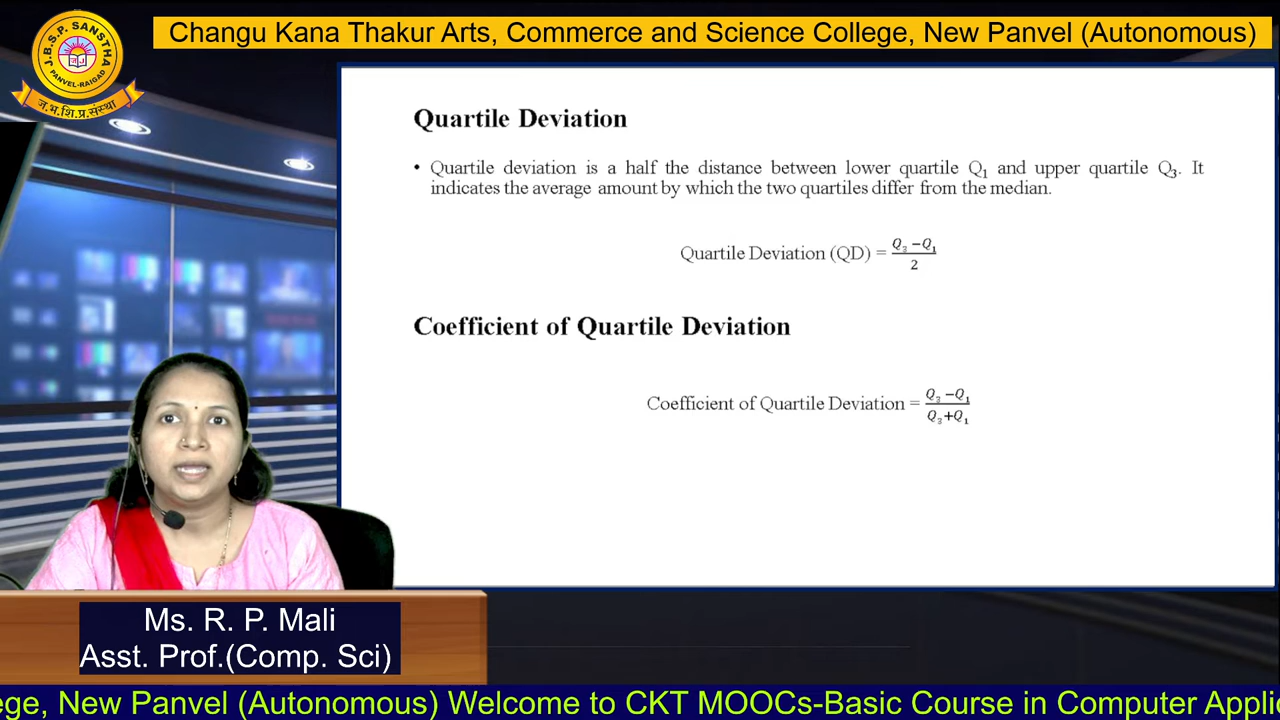 Changu Kana Thakur Arts, Commerce and Science College, New Panvel (Autonomous)
J.B.S.P. SANSTHA
PANVEL-RAIGAD
ज.भ.शि.प्र.संस्था
Quartile Deviation
• Quartile deviation is a half the distance between lower quartile Q₁ and upper quartile Q₃. It
indicates the average amount by which the two quartiles differ from the median.
Quartile Deviation (QD) = (Q₃ −Q₁)/2
Coefficient of Quartile Deviation
Coefficient of Quartile Deviation = (Q₃ −Q₁)/(Q₃+Q₁)
Ms. R. P. Mali
Asst. Prof.(Comp. Sci)
ege, New Panvel (Autonomous) Welcome to CKT MOOCs-Basic Course in Computer Appli